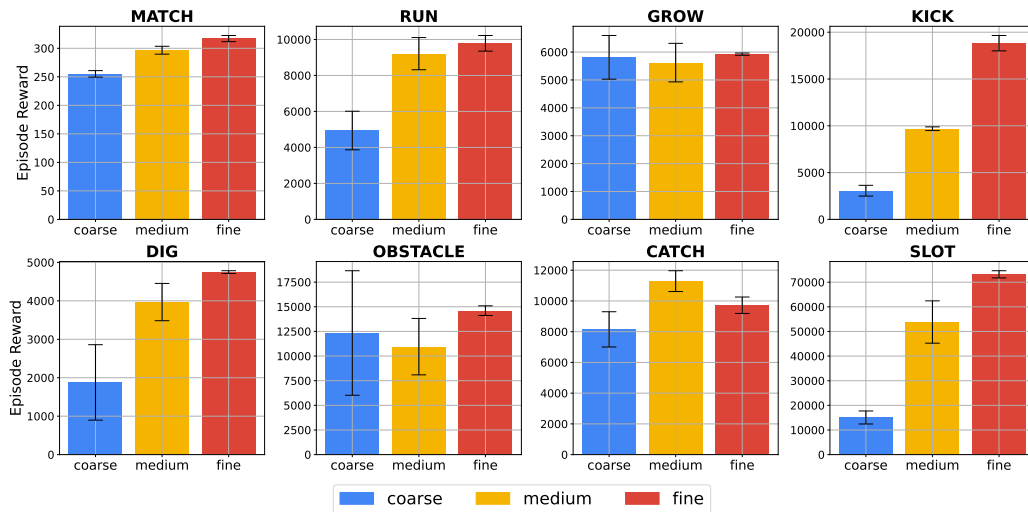 MATCH
RUN
GROW
KICK
Episode Reward
300
250
200
150
100
50
0
coarse medium fine
10000
8000
6000
4000
2000
0
coarse medium fine
6000
5000
4000
3000
2000
1000
0
coarse medium fine
20000
15000
10000
5000
0
coarse medium fine
DIG
OBSTACLE
CATCH
SLOT
Episode Reward
5000
4000
3000
2000
1000
0
coarse medium fine
17500
15000
12500
10000
7500
5000
2500
0
coarse medium fine
12000
10000
8000
6000
4000
2000
0
coarse medium fine
70000
60000
50000
40000
30000
20000
10000
0
coarse medium fine
coarse medium fine